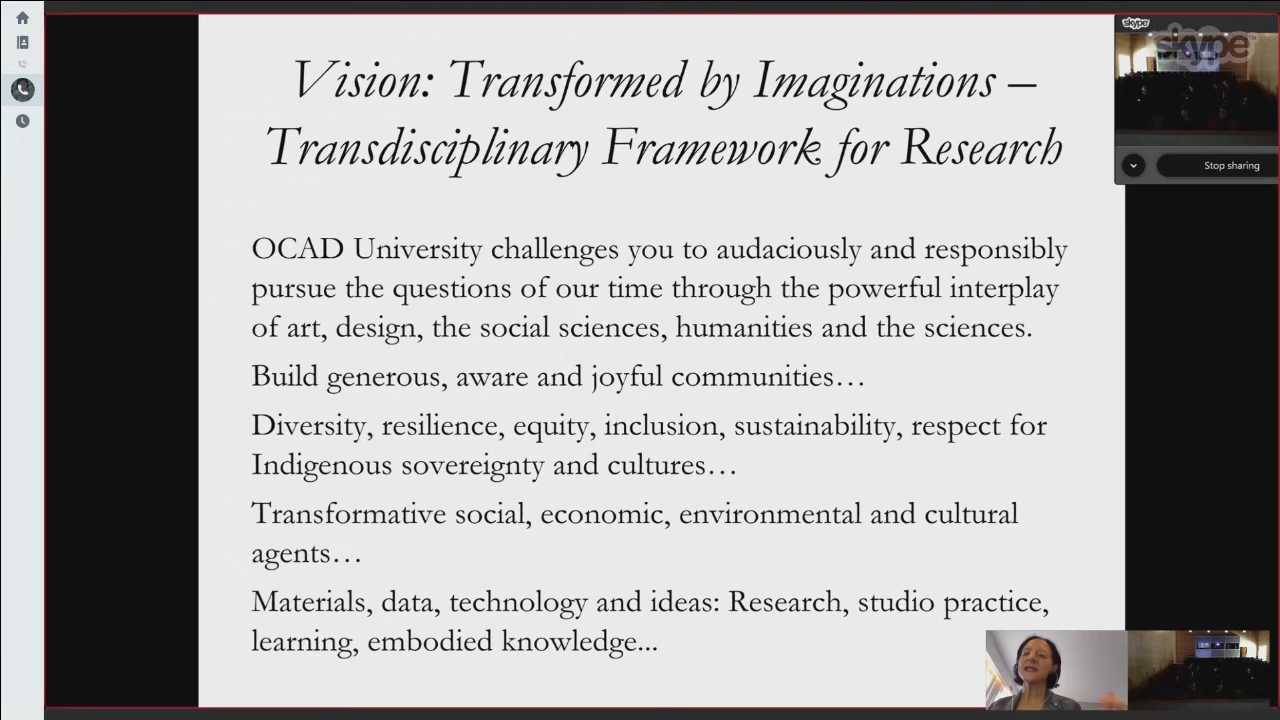 skype
skype
Stop sharing
Vision: Transformed by Imaginations –
Transdisciplinary Framework for Research
OCAD University challenges you to audaciously and responsibly
pursue the questions of our time through the powerful interplay
of art, design, the social sciences, humanities and the sciences.
Build generous, aware and joyful communities…
Diversity, resilience, equity, inclusion, sustainability, respect for
Indigenous sovereignty and cultures…
Transformative social, economic, environmental and cultural
agents…
Materials, data, technology and ideas: Research, studio practice,
learning, embodied knowledge...